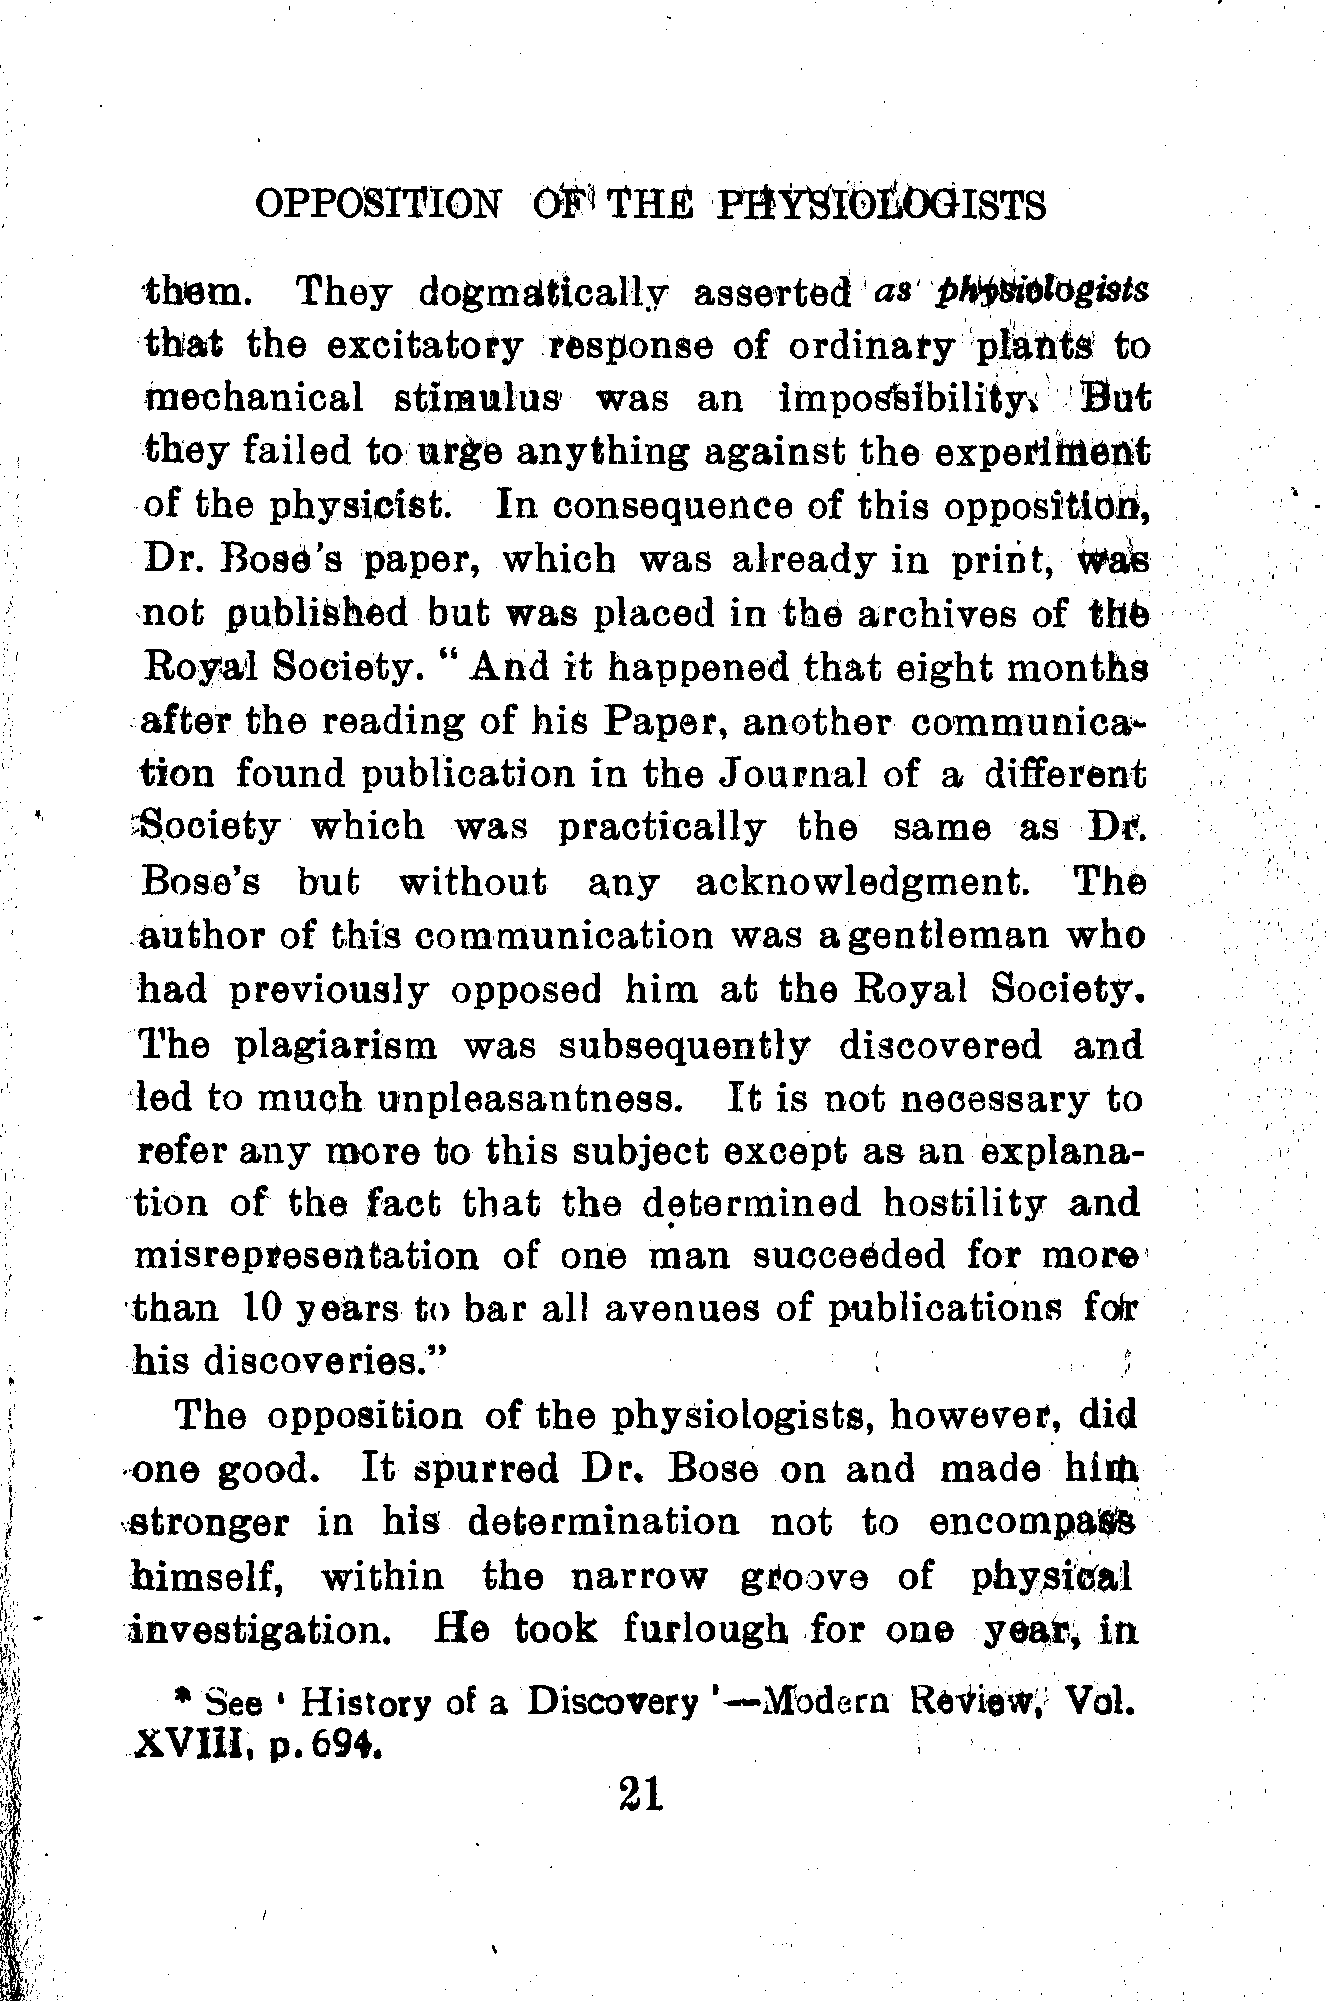 OPPOSITION OF THE PHYSIOLOGISTS
them. They dogmatically asserted as physiologists
that the excitatory response of ordinary plants to
mechanical stimulus was an impossibility. But
they failed to urge anything against the experiment
of the physicist. In consequence of this opposition,
Dr. Bose's paper, which was already in print, was
not published but was placed in the archives of the
Royal Society. “ And it happened that eight months
after the reading of his Paper, another communica-
tion found publication in the Journal of a different
Society which was practically the same as Dr.
Bose's but without any acknowledgment. The
author of this communication was a gentleman who
had previously opposed him at the Royal Society.
The plagiarism was subsequently discovered and
led to much unpleasantness. It is not necessary to
refer any more to this subject except as an explana-
tion of the fact that the determined hostility and
misrepresentation of one man succeeded for more
than 10 years to bar all avenues of publications for
his discoveries.”
The opposition of the physiologists, however, did
one good. It spurred Dr. Bose on and made him
stronger in his determination not to encompass
himself, within the narrow groove of physical
investigation. He took furlough for one year, in
* See ‘ History of a Discovery ’—Modern Review, Vol.
XVIII, p. 694.
21